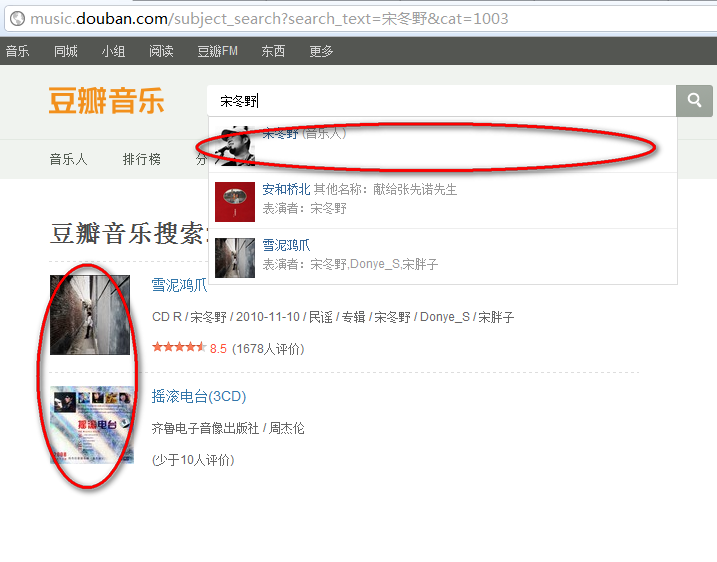 music.douban.com/subject_search?search_text=宋冬野&cat=1003
音乐 同城 小组 阅读 豆瓣FM 东西 更多
豆瓣音乐
宋冬野
音乐人 排行榜 分
宋冬野 (音乐人)
安和桥北 其他名称：献给张先诺先生
表演者：宋冬野
雪泥鸿爪
表演者：宋冬野,Donye_S,宋胖子
豆瓣音乐搜索:
雪泥鸿爪
CD R / 宋冬野 / 2010-11-10 / 民谣 / 专辑 / 宋冬野 / Donye_S / 宋胖子
8.5 (1678人评价)
摇滚电台
摇滚电台(3CD)
齐鲁电子音像出版社 / 周杰伦
(少于10人评价)